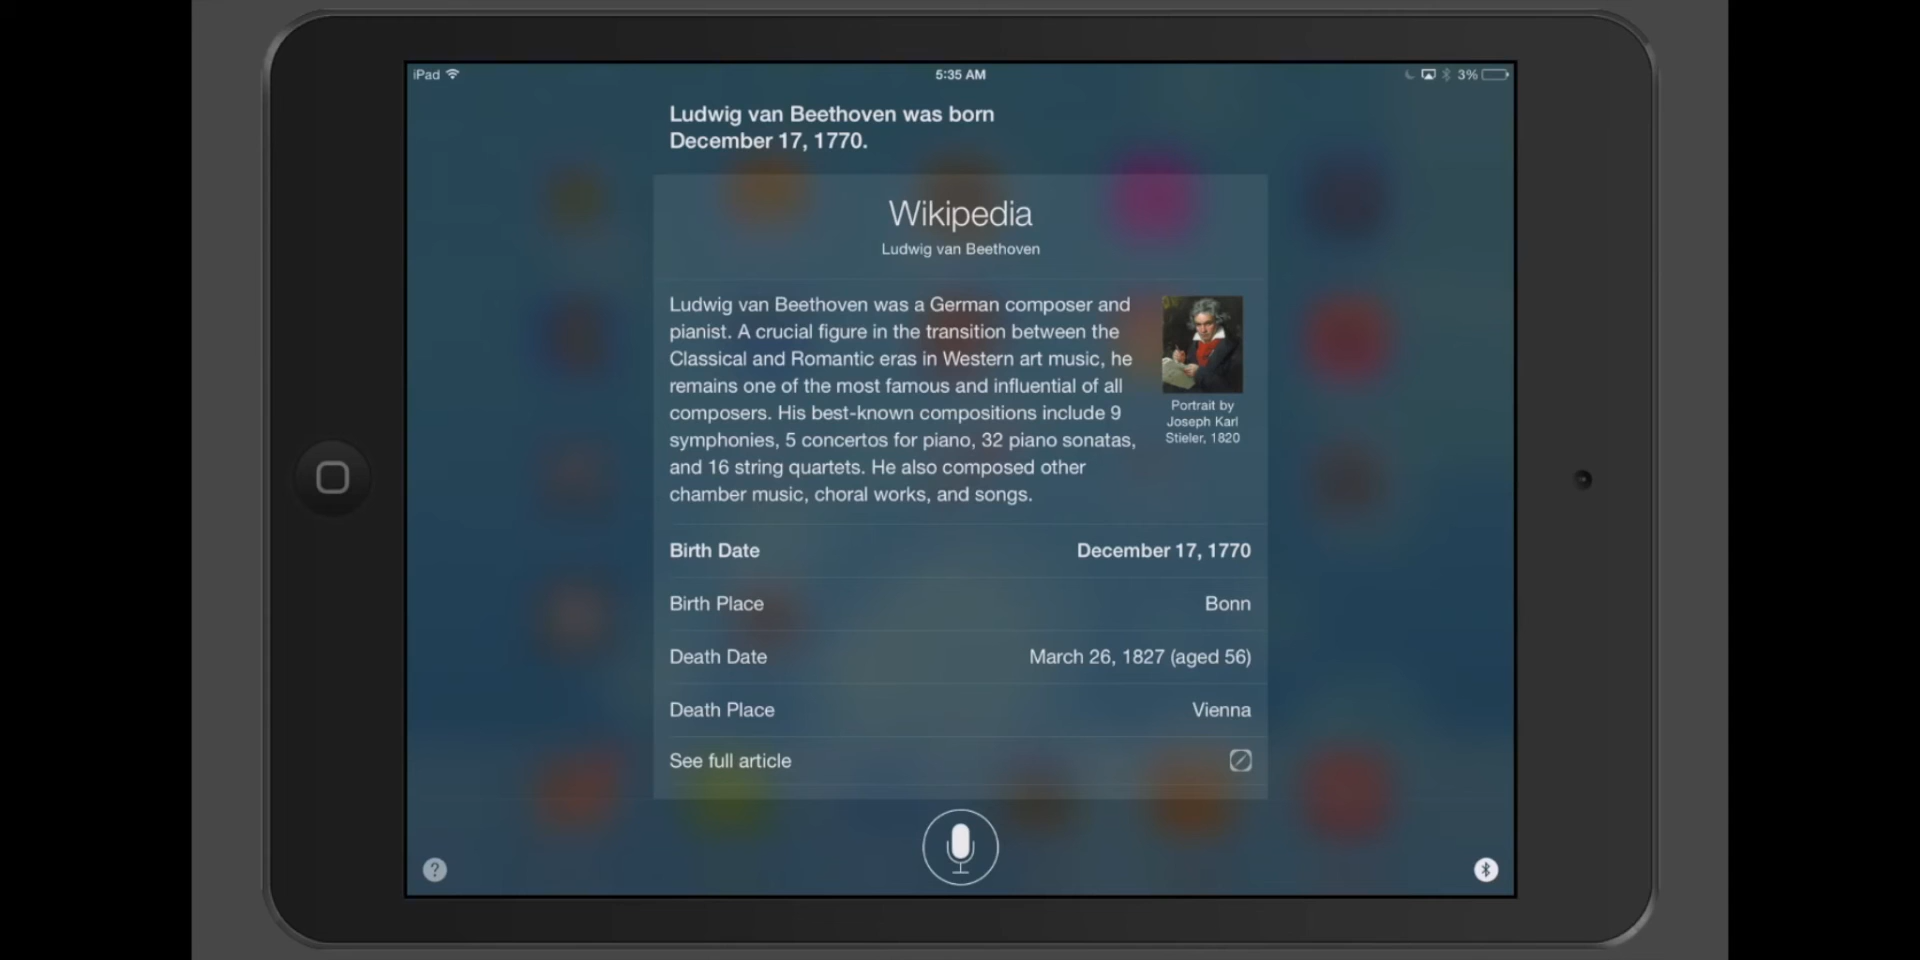 iPad
5:35 AM
3%
Ludwig van Beethoven was born
December 17, 1770.
Wikipedia
Ludwig van Beethoven
Ludwig van Beethoven was a German composer and
pianist. A crucial figure in the transition between the
Classical and Romantic eras in Western art music, he
remains one of the most famous and influential of all
composers. His best-known compositions include 9
symphonies, 5 concertos for piano, 32 piano sonatas,
and 16 string quartets. He also composed other
chamber music, choral works, and songs.
Portrait by
Joseph Karl
Stieler, 1820
Birth Date December 17, 1770
Birth Place Bonn
Death Date March 26, 1827 (aged 56)
Death Place Vienna
See full article
?